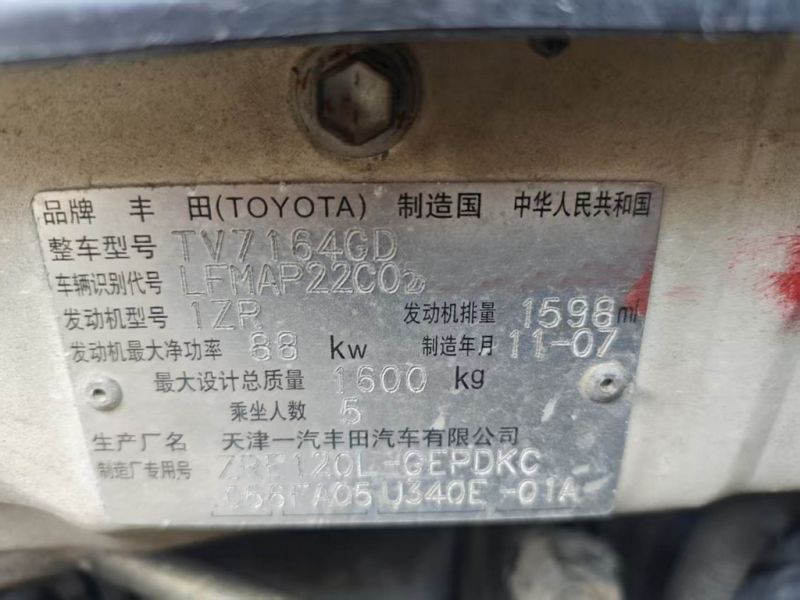 品牌 丰 田(TOYOTA) 制造国 中华人民共和国
整车型号 TV7164GD
车辆识别代号 LFMAP22C0
发动机型号 1ZR 发动机排量 1598 ml
发动机最大净功率 88 kw 制造年月 11-07
最大设计总质量 1600 kg
乘坐人数 5
生产厂名 天津一汽丰田汽车有限公司
制造厂专用号 ZRE120L-GEPDKC
U340E -01A